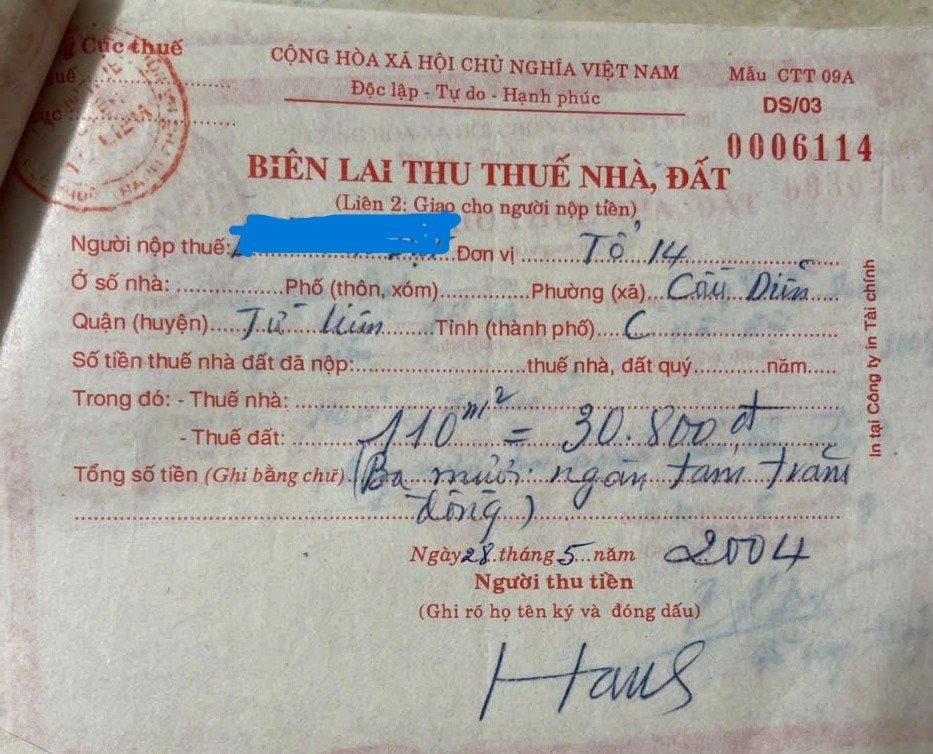 Cục thuế
CỘNG HÒA XÃ HỘI CHỦ NGHĨA VIỆT NAM
Độc lập - Tự do - Hạnh phúc
Mẫu CTT 09A
DS/03
0006114
BIÊN LAI THU THUẾ NHÀ, ĐẤT
(Liên 2: Giao cho người nộp tiền)
Người nộp thuế: Đơn vị Tổ 14
Ở số nhà: Phố (thôn, xóm) Phường (xã) Cầu Diễn
Quận (huyện) Từ Liêm Tỉnh (thành phố)
Số tiền thuế nhà đất đã nộp: thuế nhà, đất quý năm
Trong đó: - Thuế nhà:
- Thuế đất: 110m² = 30.800đ
Tổng số tiền (Ghi bằng chữ) (Ba mươi ngàn tám trăm
đồng)
Ngày 28 tháng 5 năm 2004
Người thu tiền
(Ghi rõ họ tên ký và đóng dấu)
In tại Công ty in Tài chính